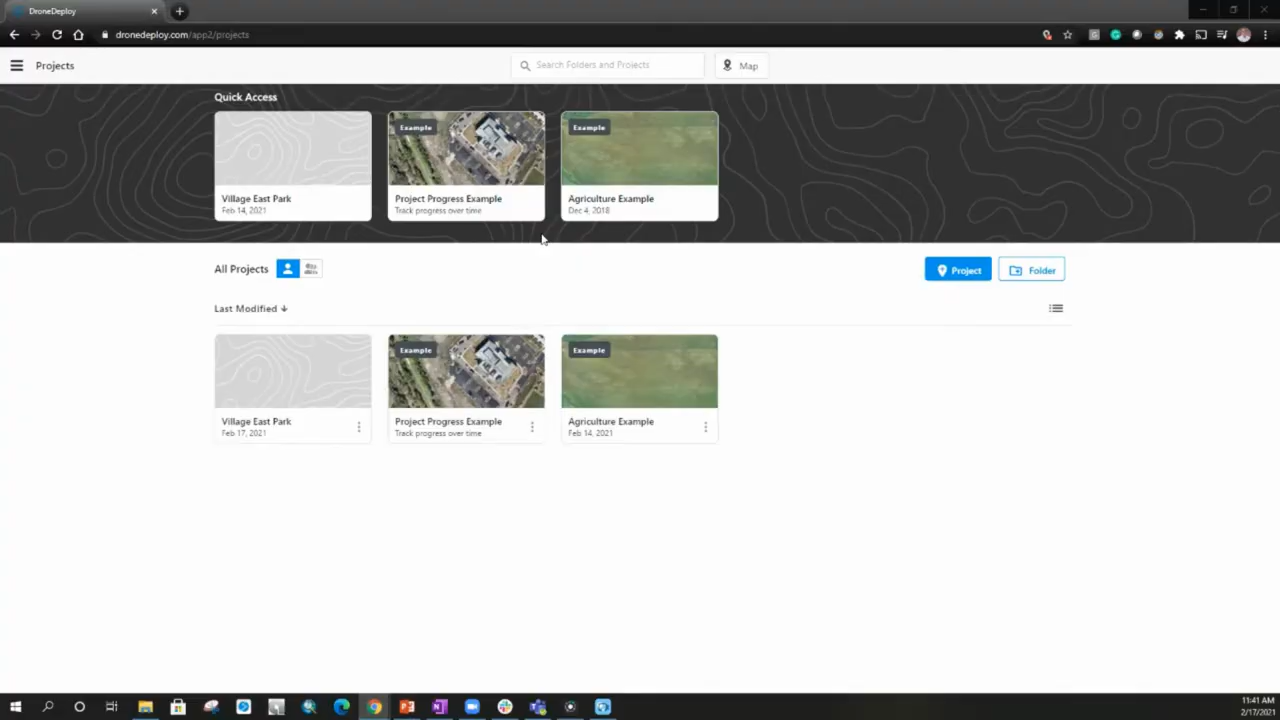 DroneDeploy
dronedeploy.com/app2/projects
Projects
Search Folders and Projects
Map
Quick Access
Example
Example
Village East Park
Feb 14, 2021
Project Progress Example
Track progress over time
Agriculture Example
Dec 4, 2018
All Projects
Project
Folder
Last Modified
Example
Example
Village East Park
Feb 17, 2021
Project Progress Example
Track progress over time
Agriculture Example
Feb 14, 2021
11:41 AM
2/17/2021